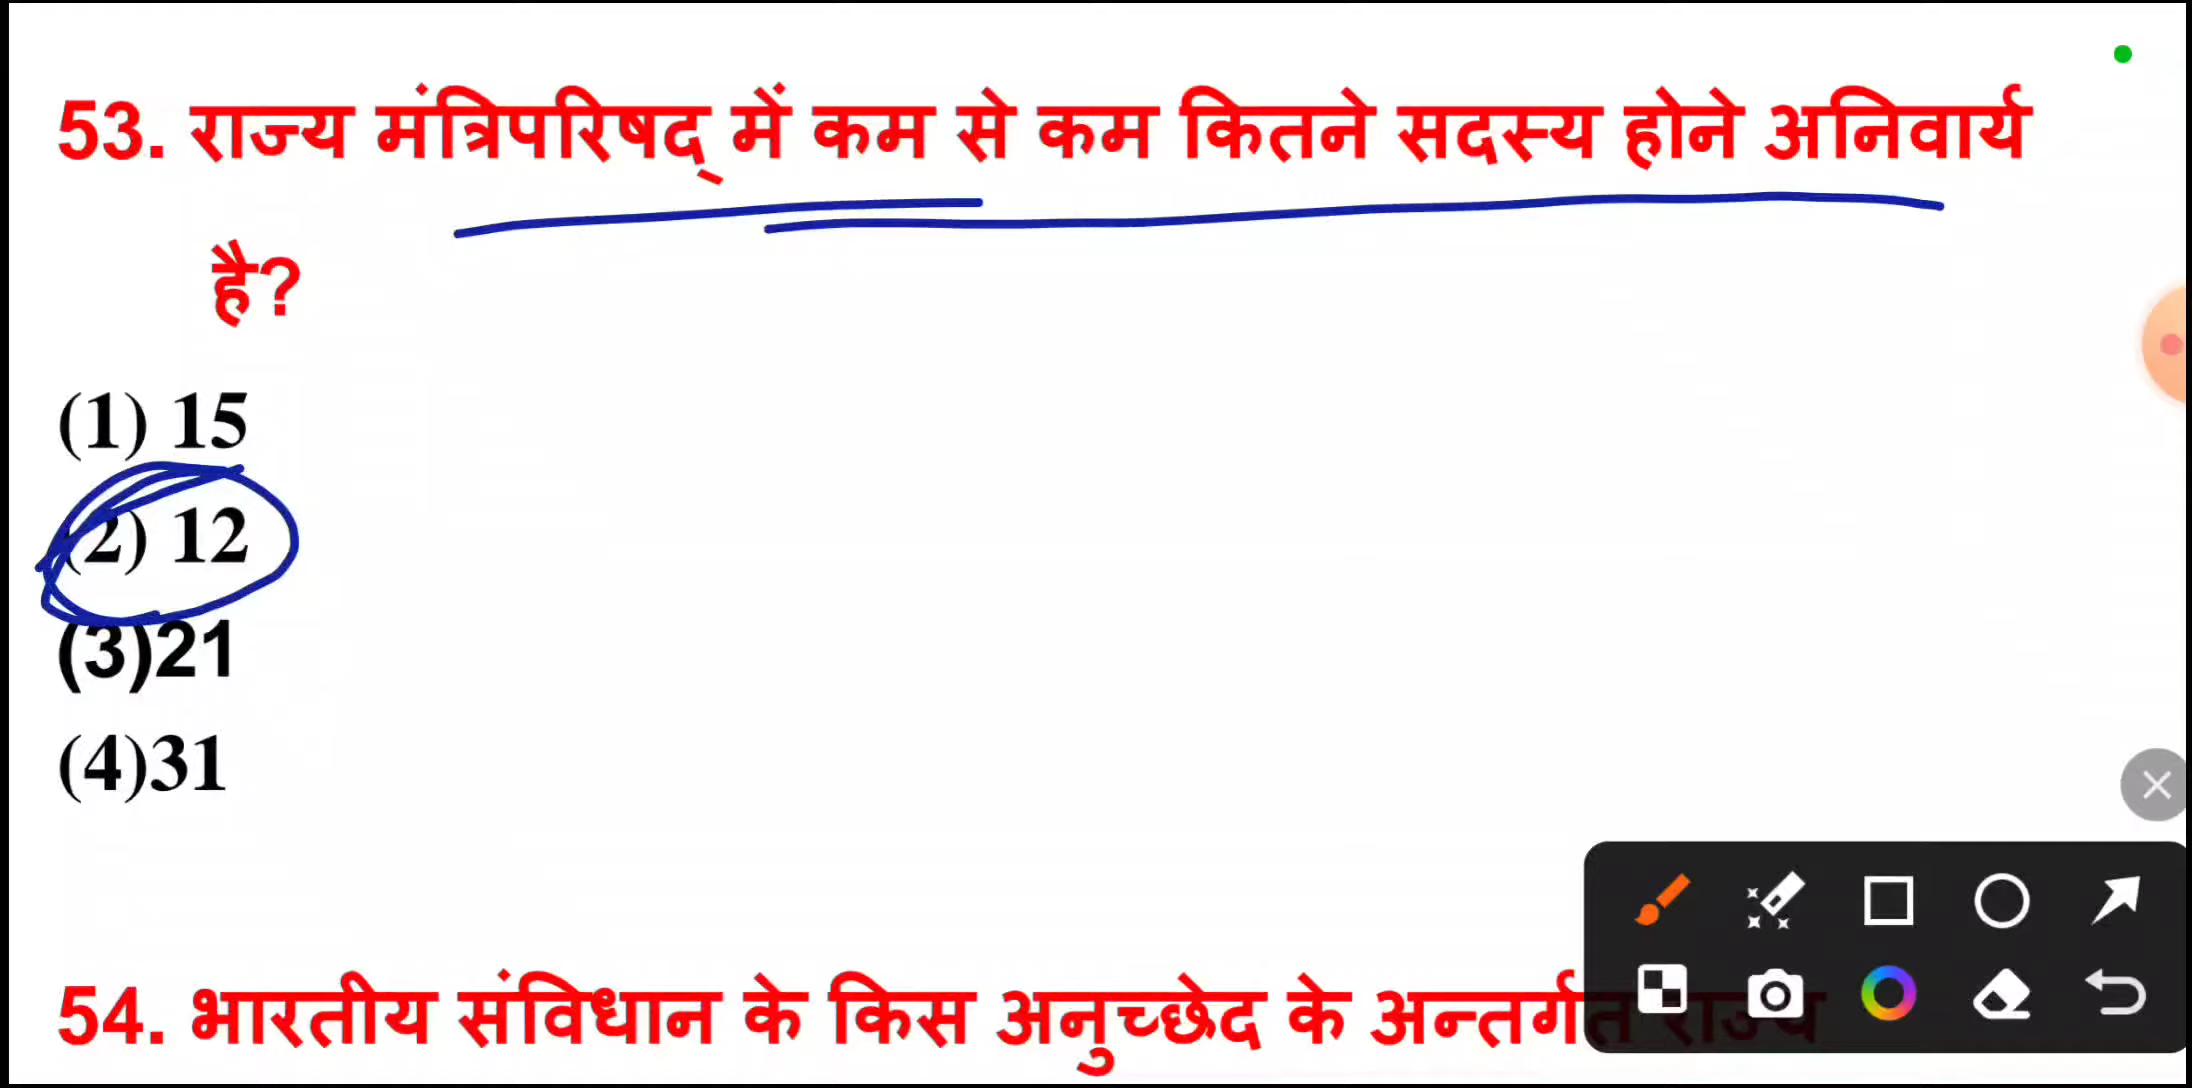 53. राज्य मंत्रिपरिषद् में कम से कम कितने सदस्य होने अनिवार्य
है?
(1) 15
(2) 12
(3)21
(4)31
54. भारतीय संविधान के किस अनुच्छेद के अन्तर्गत राज्य